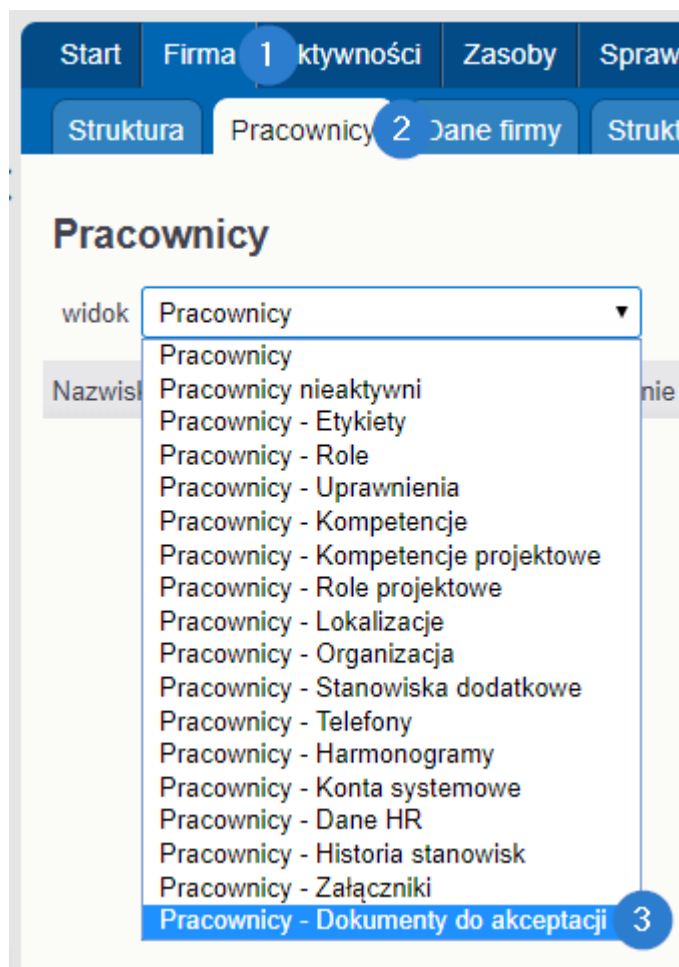 Start Firma 1 ktywności Zasoby Spraw
Struktura Pracownicy 2 Dane firmy Strukt
Pracownicy
widok Pracownicy
Pracownicy
Nazwisk Pracownicy nieaktywni nie
Pracownicy - Etykiety
Pracownicy - Role
Pracownicy - Uprawnienia
Pracownicy - Kompetencje
Pracownicy - Kompetencje projektowe
Pracownicy - Role projektowe
Pracownicy - Lokalizacje
Pracownicy - Organizacja
Pracownicy - Stanowiska dodatkowe
Pracownicy - Telefony
Pracownicy - Harmonogramy
Pracownicy - Konta systemowe
Pracownicy - Dane HR
Pracownicy - Historia stanowisk
Pracownicy - Załączniki
Pracownicy - Dokumenty do akceptacji 3